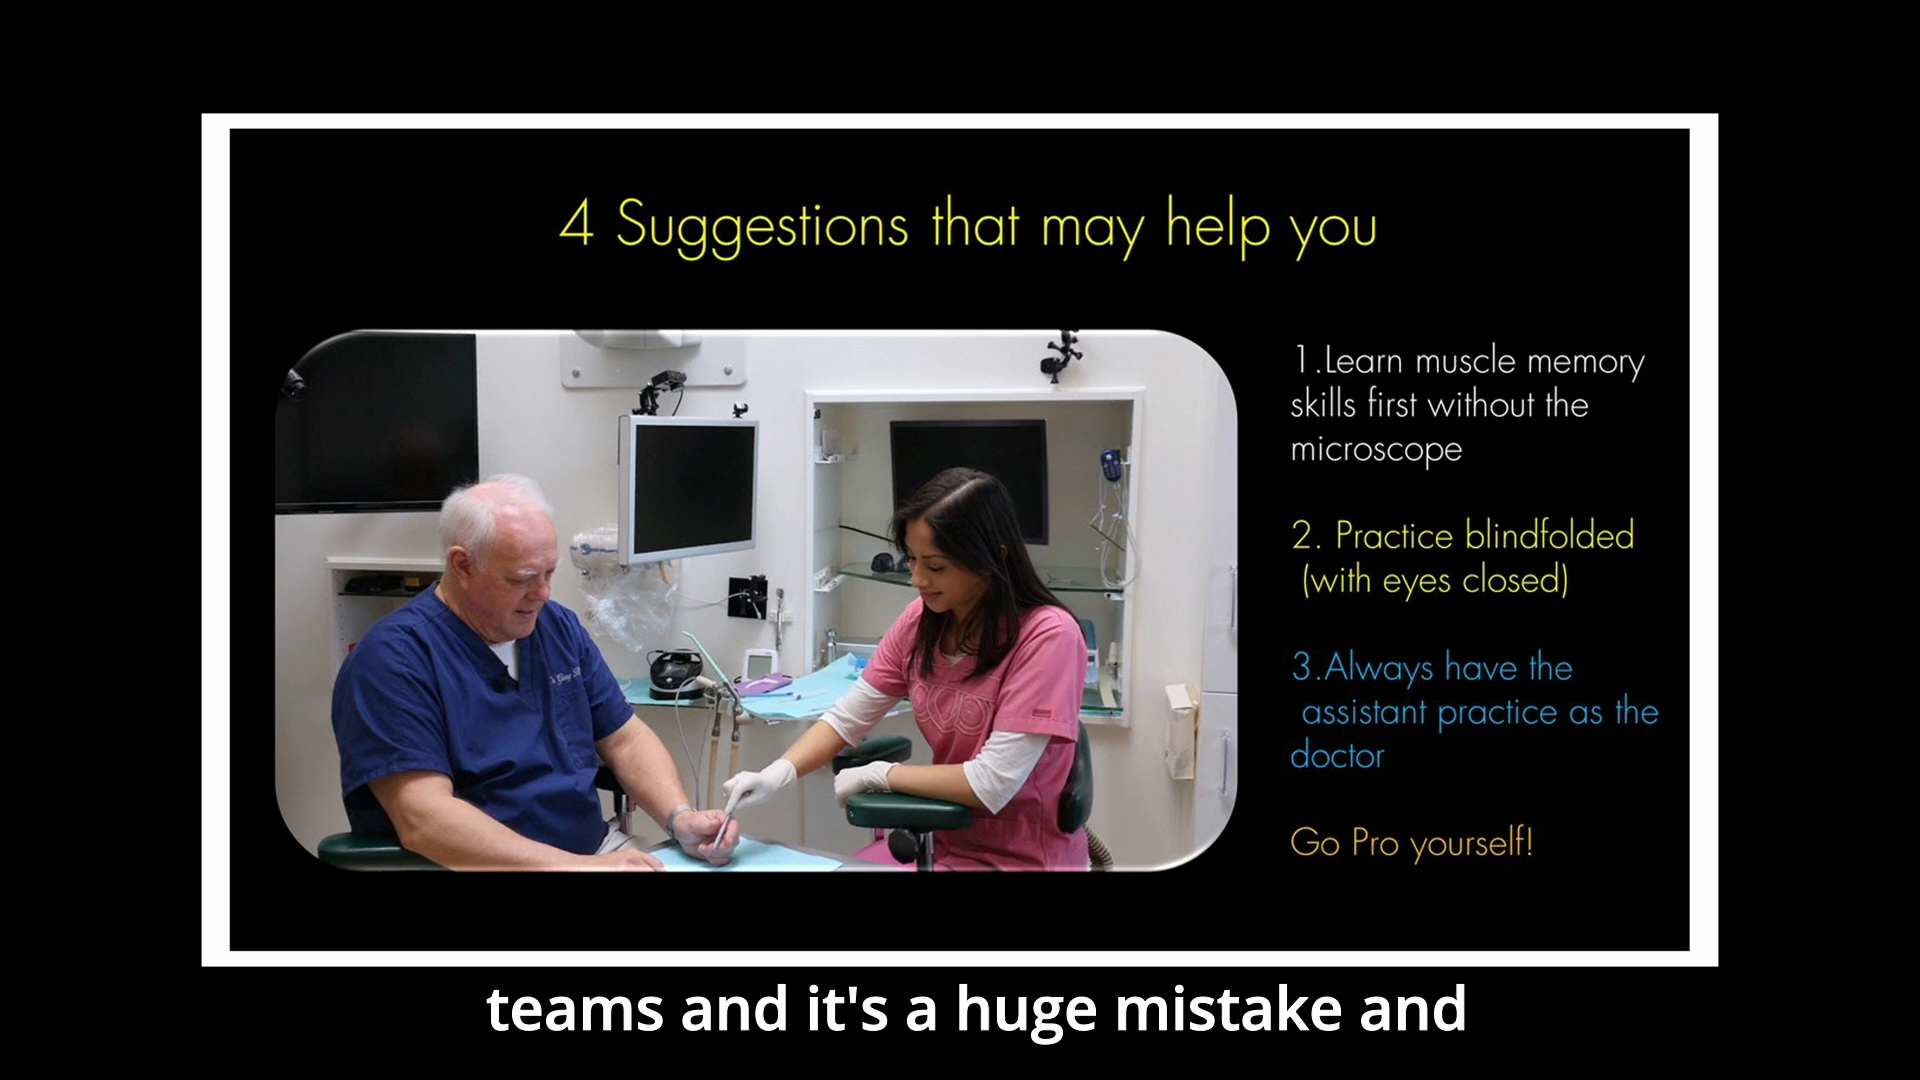 4 Suggestions that may help you
1.Learn muscle memory
skills first without the
microscope
2. Practice blindfolded
(with eyes closed)
3.Always have the
assistant practice as the
doctor
Go Pro yourself!
teams and it's a huge mistake and